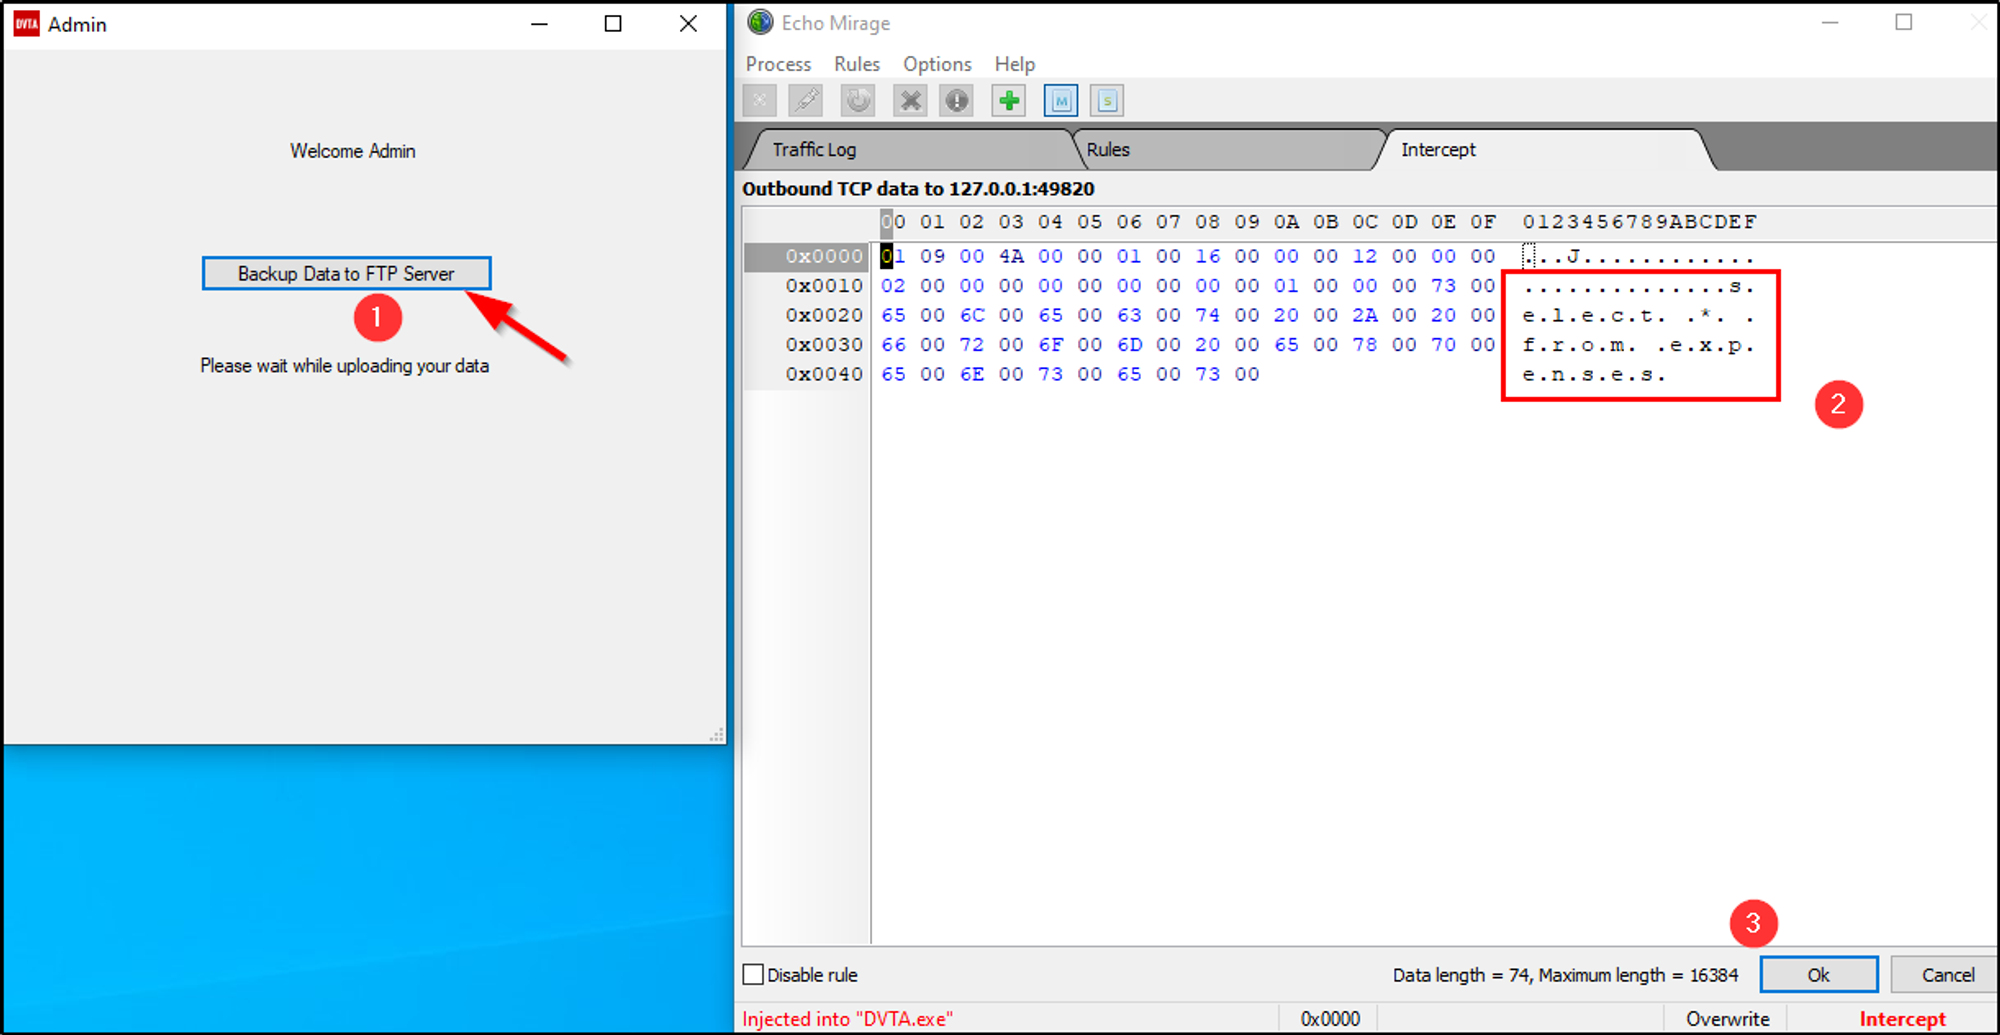 DVTA Admin
Welcome Admin
Backup Data to FTP Server
1
Please wait while uploading your data
Echo Mirage
Process Rules Options Help
M S
Traffic Log Rules Intercept
Outbound TCP data to 127.0.0.1:49820
00 01 02 03 04 05 06 07 08 09 0A 0B 0C 0D 0E 0F 0123456789ABCDEF
0x0000 01 09 00 4A 00 00 01 00 16 00 00 00 12 00 00 00 ...J............
0x0010 02 00 00 00 00 00 00 00 00 00 01 00 00 00 73 00 ..............s.
0x0020 65 00 6C 00 65 00 63 00 74 00 20 00 2A 00 20 00 e.l.e.c.t. .*. .
0x0030 66 00 72 00 6F 00 6D 00 20 00 65 00 78 00 70 00 f.r.o.m. .e.x.p.
0x0040 65 00 6E 00 73 00 65 00 73 00 e.n.s.e.s.
2
3
Disable rule Data length = 74, Maximum length = 16384 Ok Cancel
Injected into "DVTA.exe" 0x0000 Overwrite Intercept